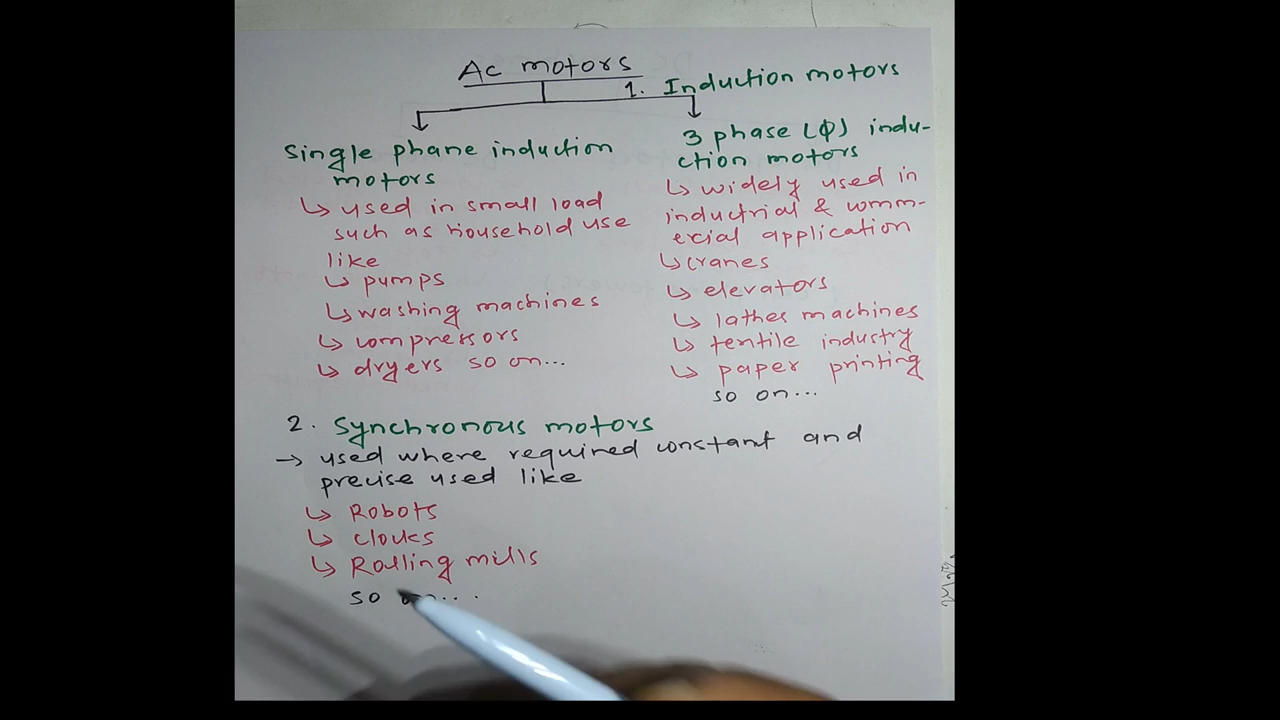 Ac motors
1. Induction motors
Single phane induction
motors
↳ used in small load
such as household use
like
↳ pumps
↳ washing machines
↳ compressors
↳ dryers so on...
3 phase (ϕ) indu-
ction motors
↳ widely used in
inductrial & comm-
ercial application
↳ cranes
↳ elevators
↳ lathes machines
↳ tentile industry
↳ paper printing
so on...
2. Synchronous motors
→ used where required constant and
precise used like
↳ Robots
↳ clocks
↳ Rolling mills
so on...